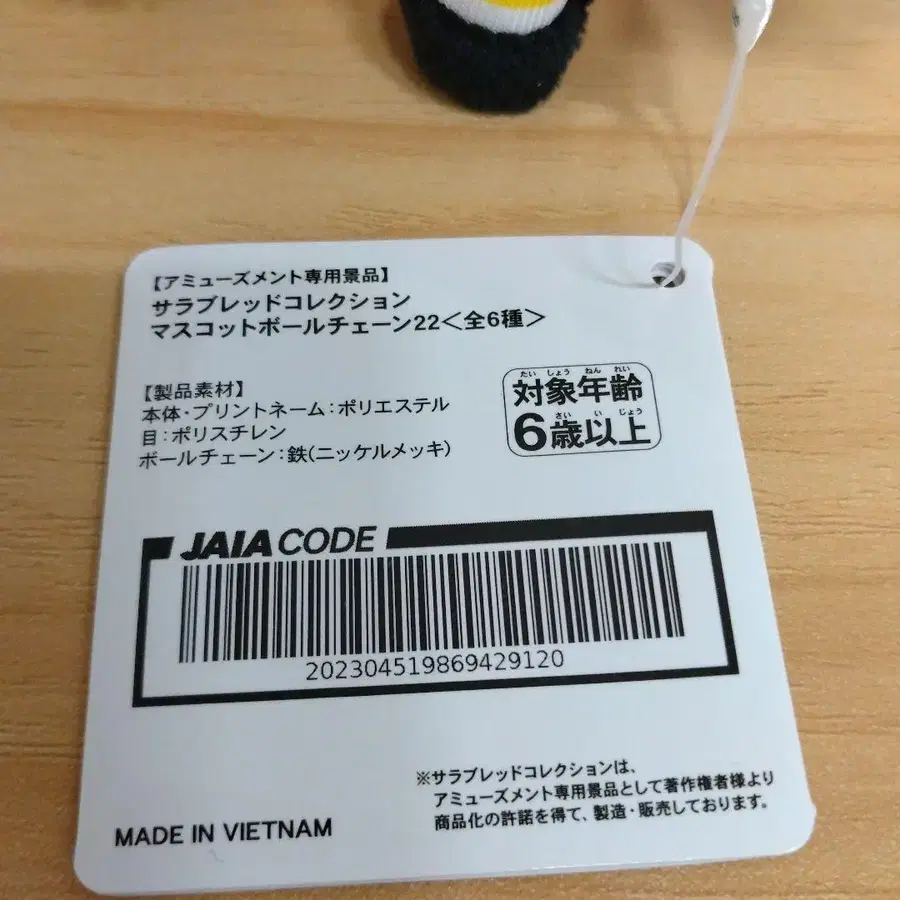 【アミューズメント専用景品】
サラブレッドコレクション
マスコットボールチェーン22＜全6種＞
【製品素材】
本体・プリントネーム：ポリエステル
目：ポリスチレン
ボールチェーン：鉄(ニッケルメッキ)
たいしょうねんれい
対象年齢
さいいじょう
6歳以上
JAIA CODE
202304519869429120
※サラブレッドコレクションは、
アミューズメント専用景品として著作権者様より
商品化の許諾を得て、製造・販売しております。
MADE IN VIETNAM